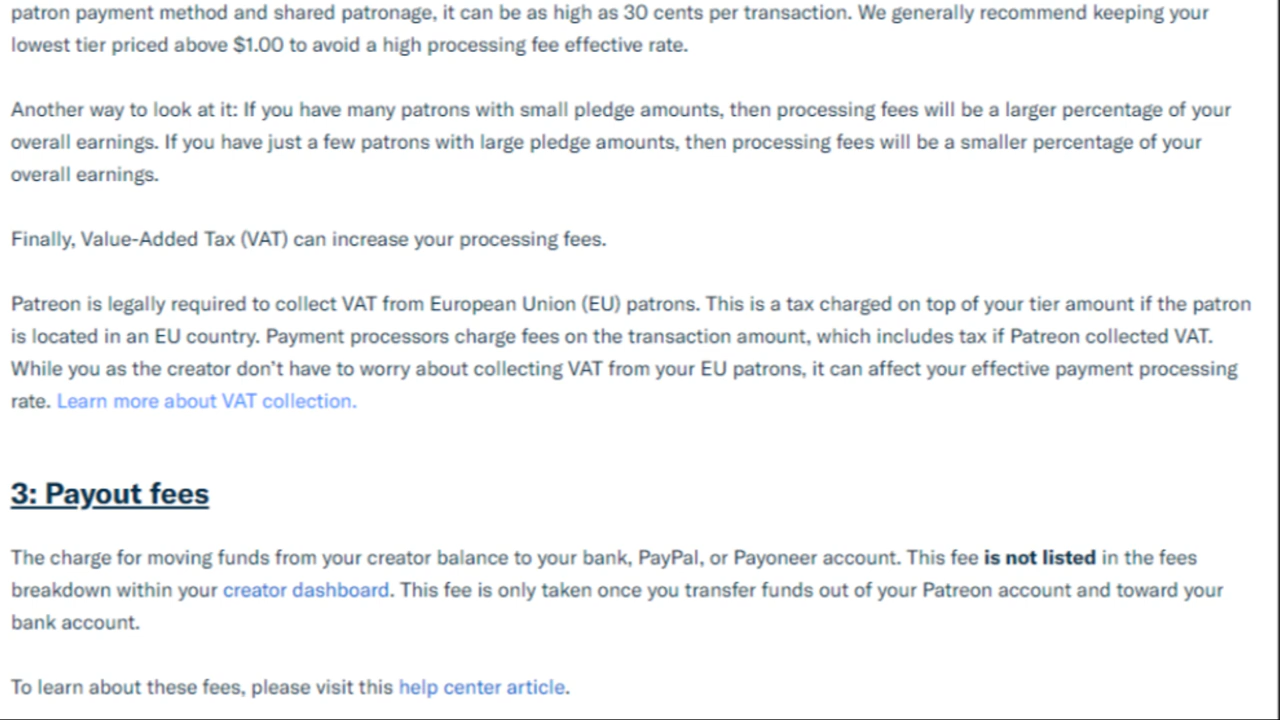 patron payment method and shared patronage, it can be as high as 30 cents per transaction. We generally recommend keeping your
lowest tier priced above $1.00 to avoid a high processing fee effective rate.
Another way to look at it: If you have many patrons with small pledge amounts, then processing fees will be a larger percentage of your
overall earnings. If you have just a few patrons with large pledge amounts, then processing fees will be a smaller percentage of your
overall earnings.
Finally, Value-Added Tax (VAT) can increase your processing fees.
Patreon is legally required to collect VAT from European Union (EU) patrons. This is a tax charged on top of your tier amount if the patron
is located in an EU country. Payment processors charge fees on the transaction amount, which includes tax if Patreon collected VAT.
While you as the creator don't have to worry about collecting VAT from your EU patrons, it can affect your effective payment processing
rate. Learn more about VAT collection.
3: Payout fees
The charge for moving funds from your creator balance to your bank, PayPal, or Payoneer account. This fee is not listed in the fees
breakdown within your creator dashboard. This fee is only taken once you transfer funds out of your Patreon account and toward your
bank account.
To learn about these fees, please visit this help center article.